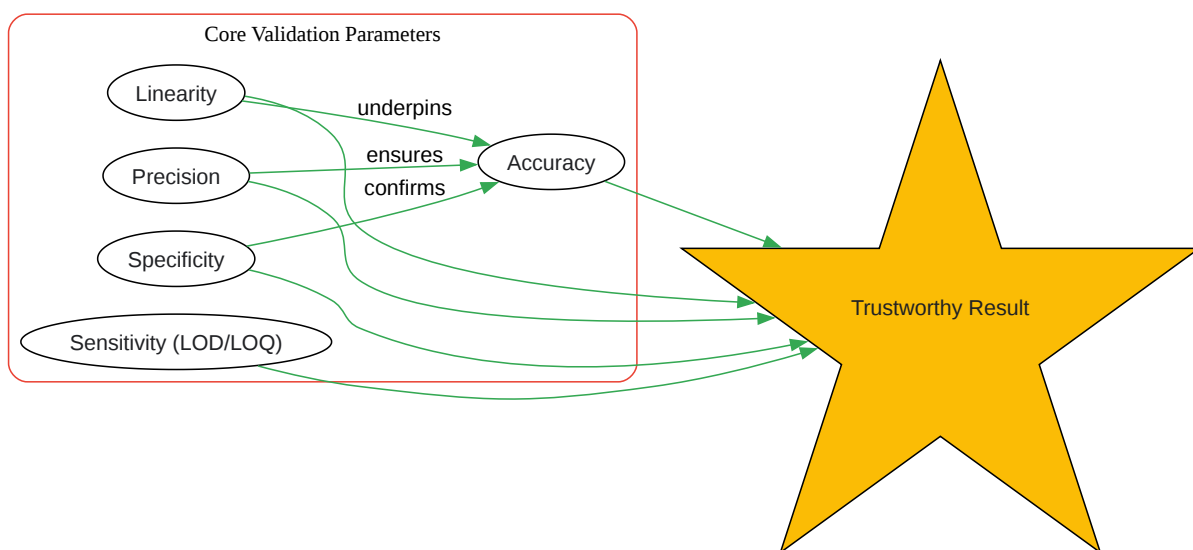 Core Validation Parameters
Linearity
underpins
Precision
ensures
Accuracy
confirms
Specificity
Trustworthy Result
Sensitivity (LOD/LOQ)